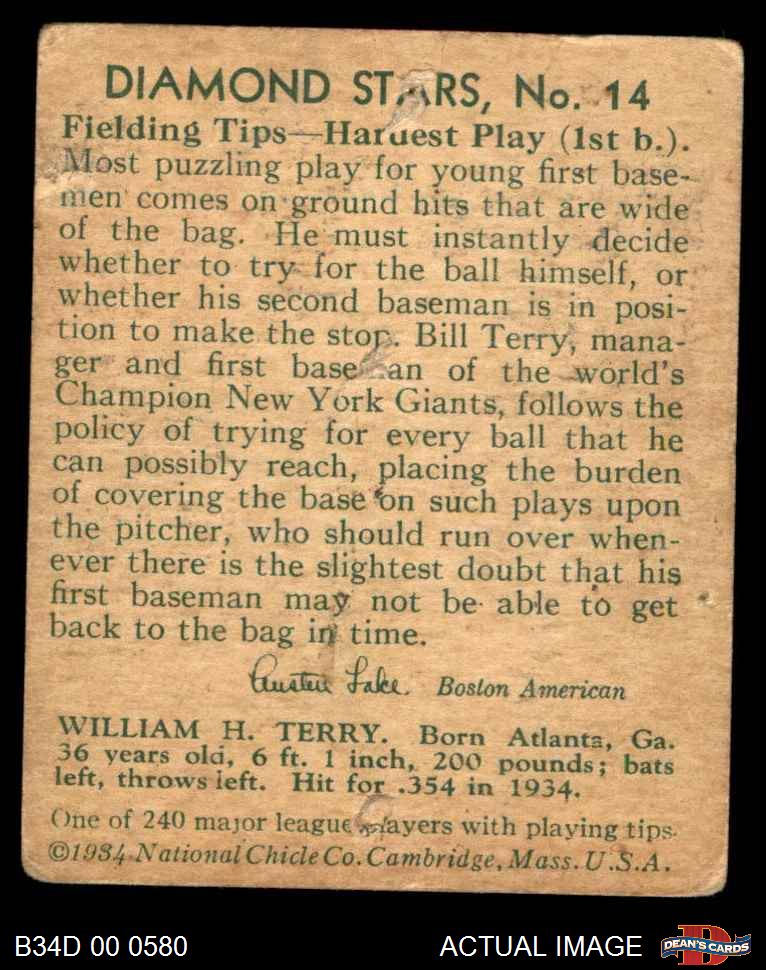 DIAMOND STARS, No. 14
Fielding Tips—Hardest Play (1st b.).
Most puzzling play for young first base-
men comes on ground hits that are wide
of the bag. He must instantly decide
whether to try for the ball himself, or
whether his second baseman is in posi-
tion to make the stop. Bill Terry, mana-
ger and first baseman of the world's
Champion New York Giants, follows the
policy of trying for every ball that he
can possibly reach, placing the burden
of covering the base on such plays upon
the pitcher, who should run over when-
ever there is the slightest doubt that his
first baseman may not be able to get
back to the bag in time.
Austen Lake. Boston American
WILLIAM H. TERRY. Born Atlanta, Ga.
36 years old, 6 ft. 1 inch, 200 pounds; bats
left, throws left. Hit for .354 in 1934.
One of 240 major league players with playing tips.
©1934 National Chicle Co. Cambridge, Mass. U.S.A.
B34D 00 0580 ACTUAL IMAGE DEAN'S CARDS